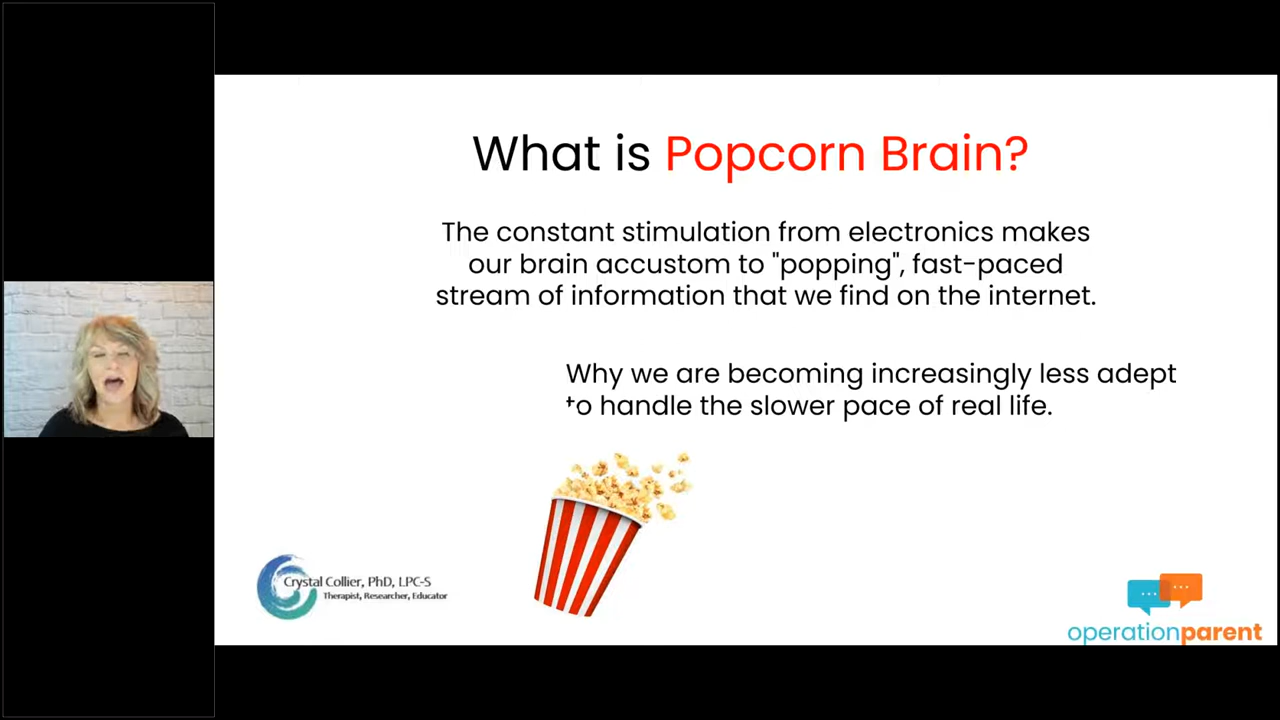 What is Popcorn Brain?
The constant stimulation from electronics makes
our brain accustom to "popping", fast-paced
stream of information that we find on the internet.
Why we are becoming increasingly less adept
to handle the slower pace of real life.
Crystal Collier, PhD, LPC-S
Therapist, Researcher, Educator
operationparent